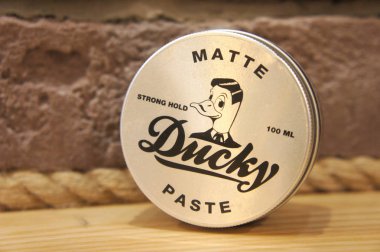 MATTE
STRONG HOLD
100 ML
Ducky
PASTE